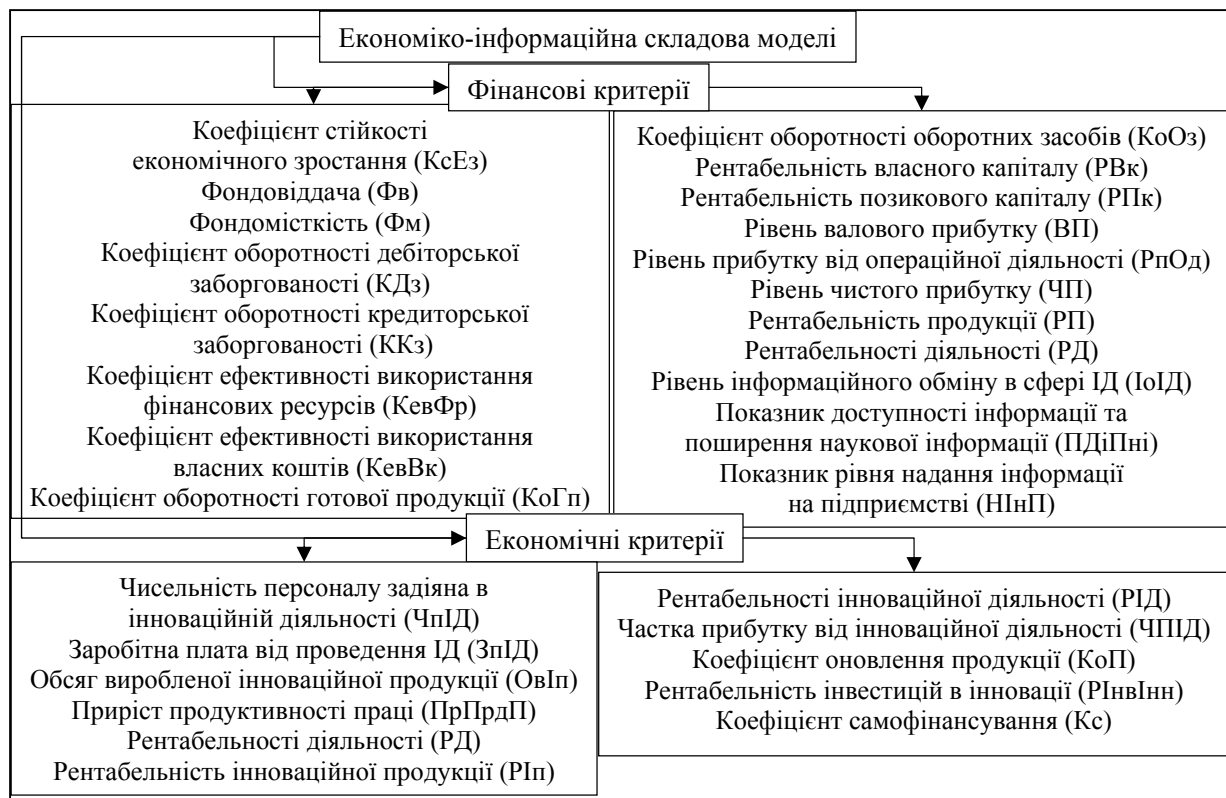 Економіко-інформаційна складова моделі
Фінансові критерії
Коефіцієнт стійкості
економічного зростання (КсЕз)
Фондовіддача (Фв)
Фондомісткість (Фм)
Коефіцієнт оборотності дебіторської
заборгованості (КДз)
Коефіцієнт оборотності кредиторської
заборгованості (ККз)
Коефіцієнт ефективності використання
фінансових ресурсів (КевФр)
Коефіцієнт ефективності використання
власних коштів (КевВк)
Коефіцієнт оборотності готової продукції (КоГп)
Коефіцієнт оборотності оборотних засобів (КоОз)
Рентабельність власного капіталу (РВк)
Рентабельність позикового капіталу (РПк)
Рівень валового прибутку (ВП)
Рівень прибутку від операційної діяльності (РпОд)
Рівень чистого прибутку (ЧП)
Рентабельність продукції (РП)
Рентабельності діяльності (РД)
Рівень інформаційного обміну в сфері ІД (ІоІД)
Показник доступності інформації та
поширення наукової інформації (ПДіПні)
Показник рівня надання інформації
на підприємстві (НІнП)
Економічні критерії
Чисельність персоналу задіяна в
інноваційній діяльності (ЧпІД)
Заробітна плата від проведення ІД (ЗпІД)
Обсяг виробленої інноваційної продукції (ОвІп)
Приріст продуктивності праці (ПрПрдП)
Рентабельності діяльності (РД)
Рентабельність інноваційної продукції (РІп)
Рентабельності інноваційної діяльності (РІД)
Частка прибутку від інноваційної діяльності (ЧПІД)
Коефіцієнт оновлення продукції (КоП)
Рентабельність інвестицій в інновації (РІнвІнн)
Коефіцієнт самофінансування (Кс)